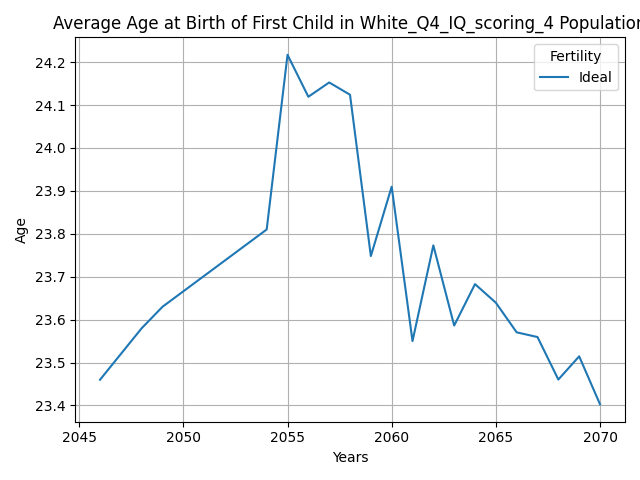 Average Age at Birth of First Child in White_Q4_IQ_scoring_4 Population
Fertility
Ideal
24.2
24.1
24.0
23.9
23.8
23.7
23.6
23.5
23.4
Age
2045 2050 2055 2060 2065 2070
Years